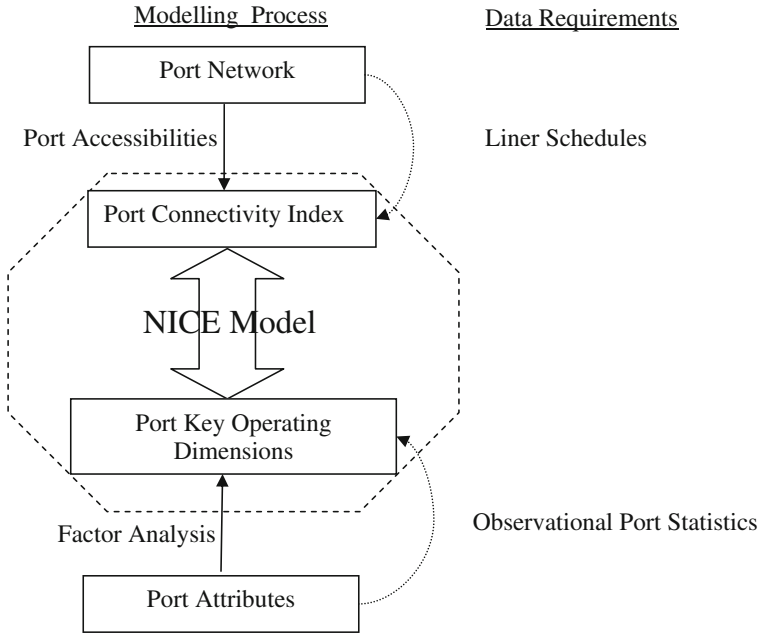 Modelling Process
Data Requirements
Port Network
Port Accessibilities
Liner Schedules
Port Connectivity Index
NICE Model
Port Key Operating
Dimensions
Factor Analysis
Observational Port Statistics
Port Attributes